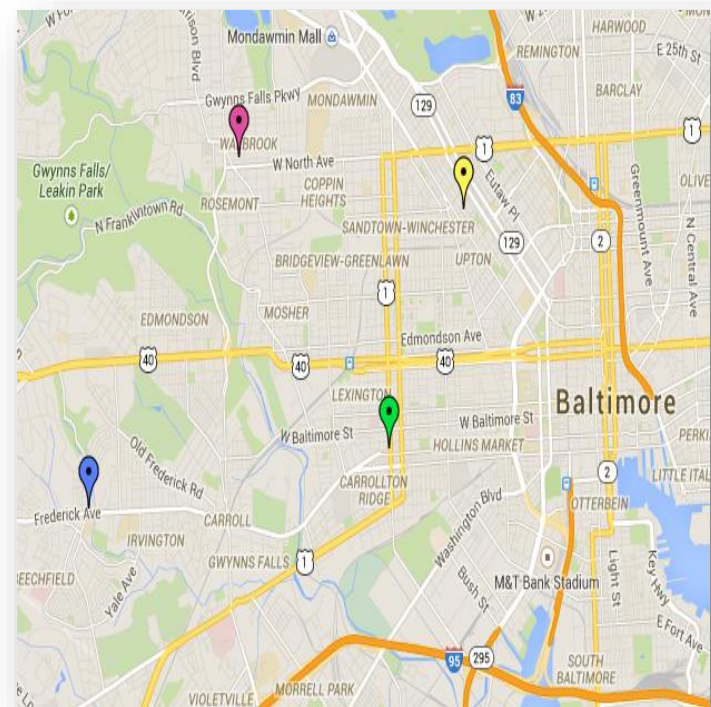 W 2
MON
HARWOOD
Mondawmin Mall
REMINGTON
E 25th St
83
BARCLAY
Gwynns Falls Pkwy
MONDAWMIN
129
1
1
W North Ave
Gwynns Falls/
Leakin Park
COPPIN
HEIGHTS
Eutaw Pl
Greenmount Ave
OLIVE
ROSEMONT
N Franklintown Rd
SANDTOWN-WINCHESTER
129
2
N Central Ave
BRIDGEVIEW-GREENLAWN
UPTON
1
MOSHER
EDMONDSON
Edmondson Ave
40
40
40
LEXINGTON
Baltimore
W Baltimore St
W Baltimore St
HOLLINS MARKET
PERKI
Old Frederick Rd
CARROLLTON
RIDGE
2
LITTLE ITAL
Washington Blvd
OTTERBEIN
Frederick Ave
CARROLL
IRVINGTON
GWYNNS FALLS
1
BEECHFIELD
Yale Ave
Bush St
M&T Bank Stadium
Light St
Key Hwy
E Fort Ave
95
295
SOUTH
BALTIMORE
MORRELL PARK
VIOLETVILLE